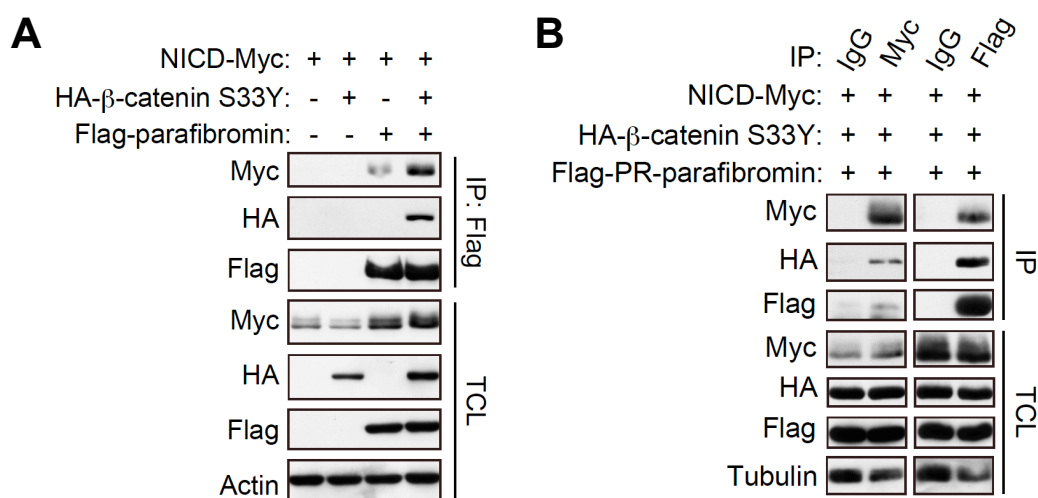 A
NICD-Myc: + + + +
HA-β-catenin S33Y: - + - +
Flag-parafibromin: - - + +
Myc
HA
Flag
IP: Flag
Myc
HA
Flag
Actin
TCL
B
IP: IgG Myc IgG Flag
NICD-Myc: + + + +
HA-β-catenin S33Y: + + + +
Flag-PR-parafibromin: + + + +
Myc
HA
Flag
IP
Myc
HA
Flag
Tubulin
TCL